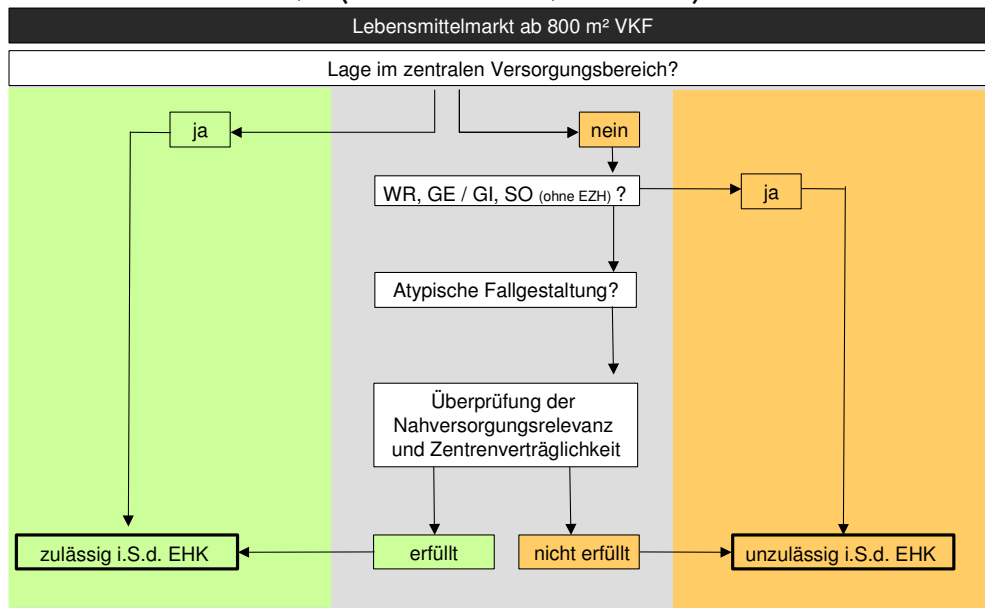 Lebensmittelmarkt ab 800 m² VKF
Lage im zentralen Versorgungsbereich?
ja
nein
WR, GE / GI, SO (ohne EZH) ?
ja
Atypische Fallgestaltung?
Überprüfung der
Nahversorgungsrelevanz
und Zentrenverträglichkeit
zulässig i.S.d. EHK
erfüllt
nicht erfüllt
unzulässig i.S.d. EHK